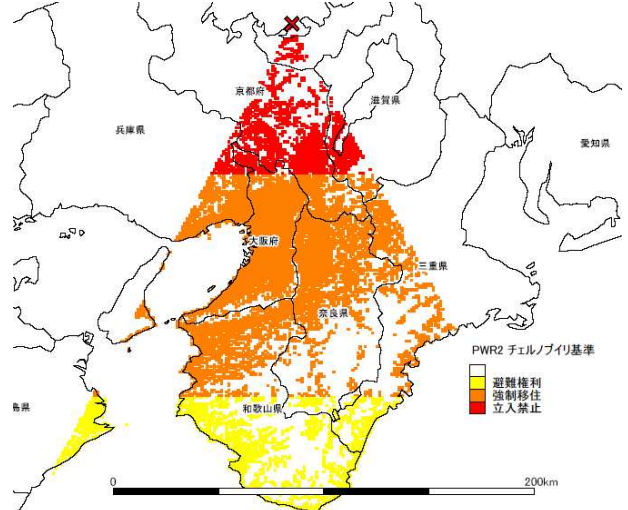 京都府
滋賀県
兵庫県
愛知県
大阪府
三重県
奈良県
PWR2 チェルノブイリ基準
避難権利
強制移住
立入禁止
島県
和歌山県
0
200km